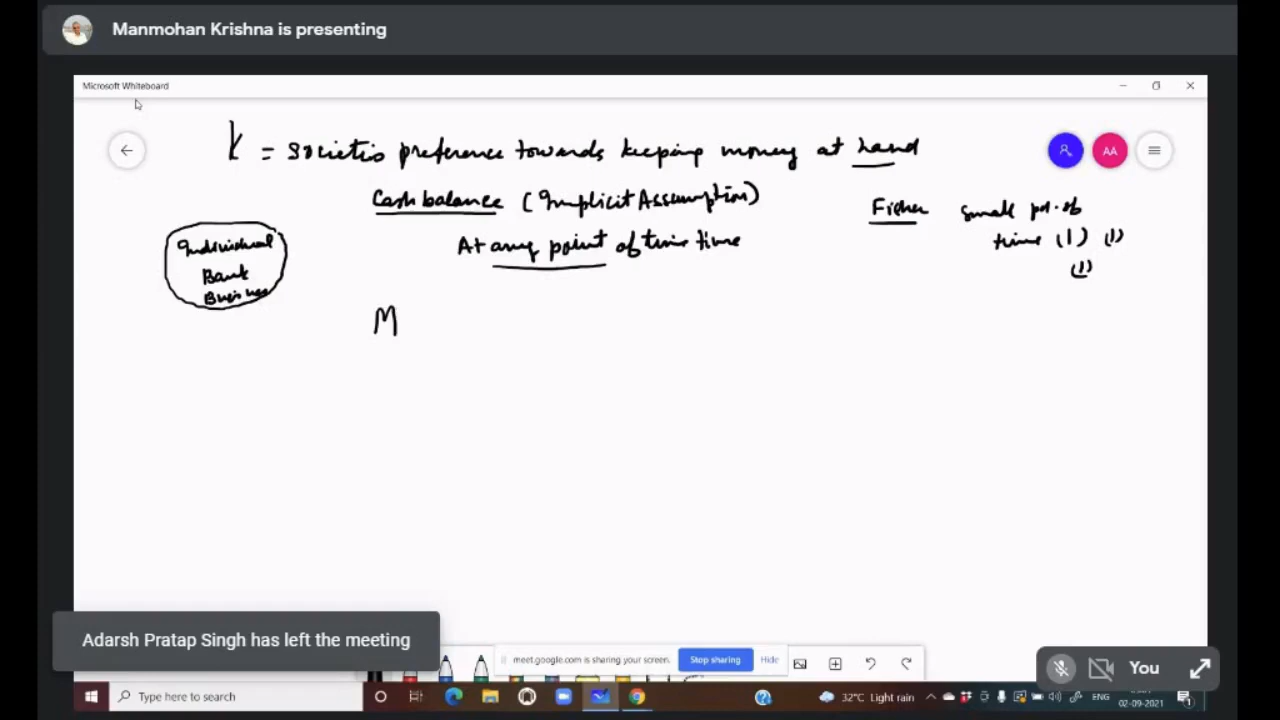 Manmohan Krishna is presenting
Microsoft Whiteboard
K = societis preference towards keeping money at hand
Cash balance (Implicit Assumption)
At any point of time time
Fisher small pt. of
time (1) (1)
(1)
Individual
Bank
Business
M
AA
Adarsh Pratap Singh has left the meeting
meet.google.com is sharing your screen.
Stop sharing
Hide
You
Type here to search
32°C Light rain
ENG
02-09-2021